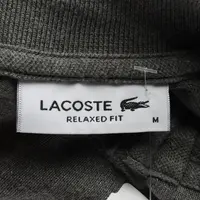 LACOSTE
RELAXED FIT
M